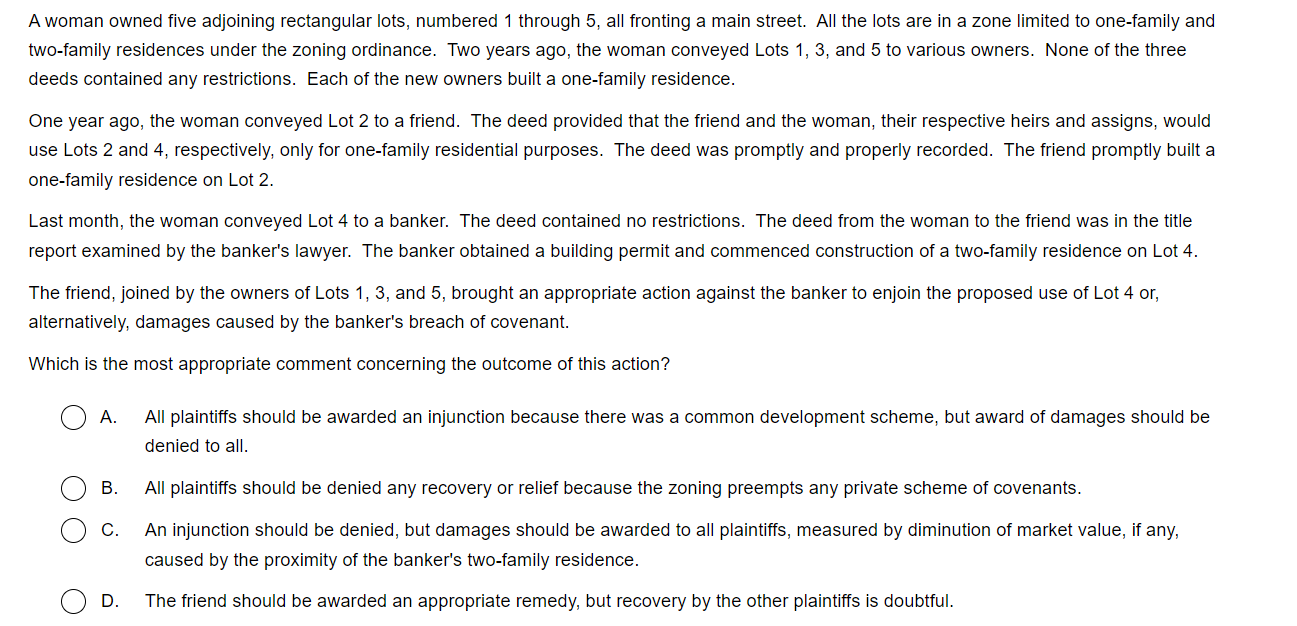 A woman owned five adjoining rectangular lots, numbered 1 through 5, all fronting a main street.  All the lots are in a zone limited to one-family and
two-family residences under the zoning ordinance.  Two years ago, the woman conveyed Lots 1, 3, and 5 to various owners.  None of the three
deeds contained any restrictions.  Each of the new owners built a one-family residence.
One year ago, the woman conveyed Lot 2 to a friend.  The deed provided that the friend and the woman, their respective heirs and assigns, would
use Lots 2 and 4, respectively, only for one-family residential purposes.  The deed was promptly and properly recorded.  The friend promptly built a
one-family residence on Lot 2.
Last month, the woman conveyed Lot 4 to a banker.  The deed contained no restrictions.  The deed from the woman to the friend was in the title
report examined by the banker's lawyer.  The banker obtained a building permit and commenced construction of a two-family residence on Lot 4.
The friend, joined by the owners of Lots 1, 3, and 5, brought an appropriate action against the banker to enjoin the proposed use of Lot 4 or,
alternatively, damages caused by the banker's breach of covenant.
Which is the most appropriate comment concerning the outcome of this action?
A. All plaintiffs should be awarded an injunction because there was a common development scheme, but award of damages should be
denied to all.
B. All plaintiffs should be denied any recovery or relief because the zoning preempts any private scheme of covenants.
C. An injunction should be denied, but damages should be awarded to all plaintiffs, measured by diminution of market value, if any,
caused by the proximity of the banker's two-family residence.
D. The friend should be awarded an appropriate remedy, but recovery by the other plaintiffs is doubtful.